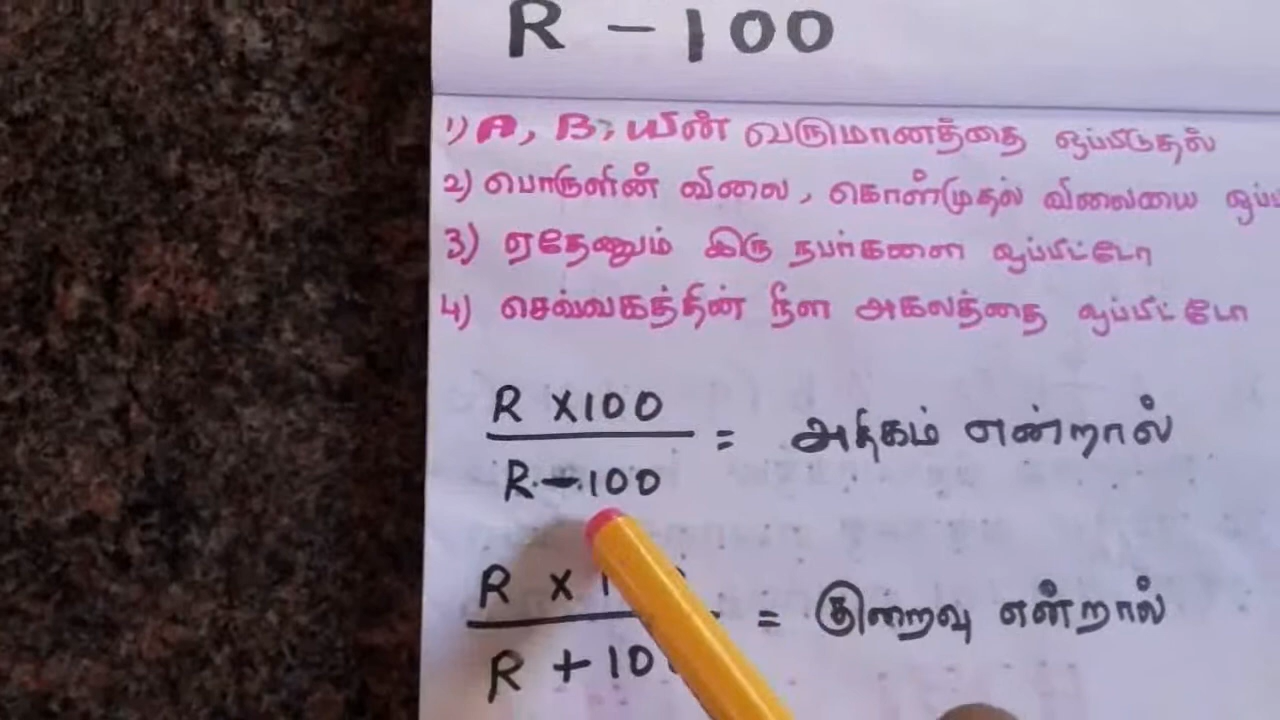 R - 100
1) A, B, யின் வருமானத்தை ஒப்பிடுதல்
2) பொருளின் விலை, கொள்முதல் விலையை
3) ஏதேனும் இரு நபர்களை ஒப்பிட்டோ
4) செவ்வகத்தின் நீள அகலத்தை ஒப்பிட்டோ
R X100
R - 100 = அதிகம் என்றால்
R X
R + = குறைவு என்றால்